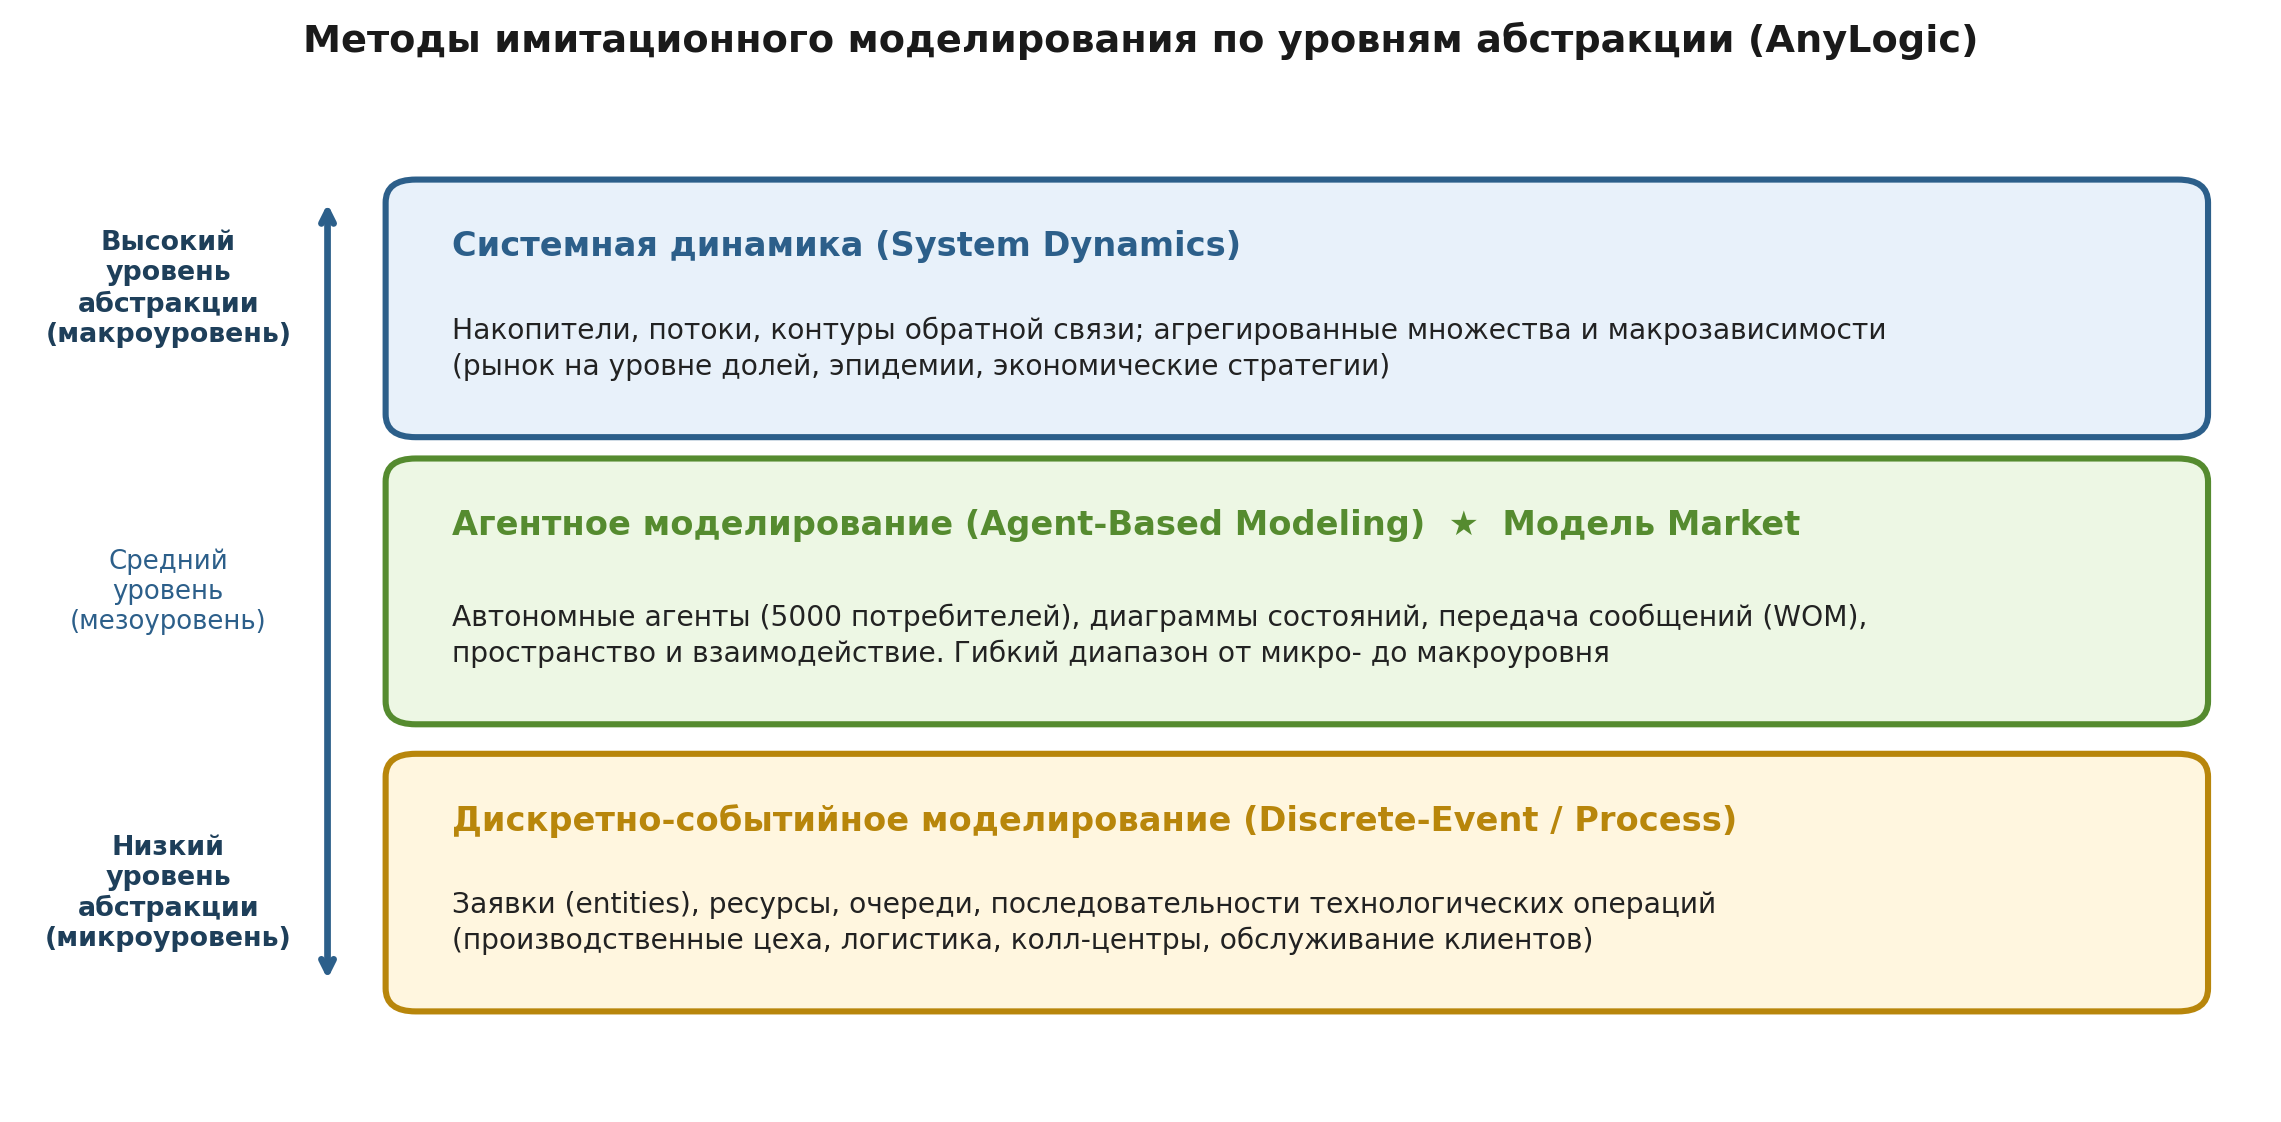 Методы имитационного моделирования по уровням абстракции (AnyLogic)
Высокий
уровень
абстракции
(макроуровень)
Системная динамика (System Dynamics)
Накопители, потоки, контуры обратной связи; агрегированные множества и макрозависимости
(рынок на уровне долей, эпидемии, экономические стратегии)
Средний
уровень
(мезоуровень)
Агентное моделирование (Agent-Based Modeling) ★ Модель Market
Автономные агенты (5000 потребителей), диаграммы состояний, передача сообщений (WOM),
пространство и взаимодействие. Гибкий диапазон от микро- до макроуровня
Низкий
уровень
абстракции
(микроуровень)
Дискретно-событийное моделирование (Discrete-Event / Process)
Заявки (entities), ресурсы, очереди, последовательности технологических операций
(производственные цеха, логистика, колл-центры, обслуживание клиентов)